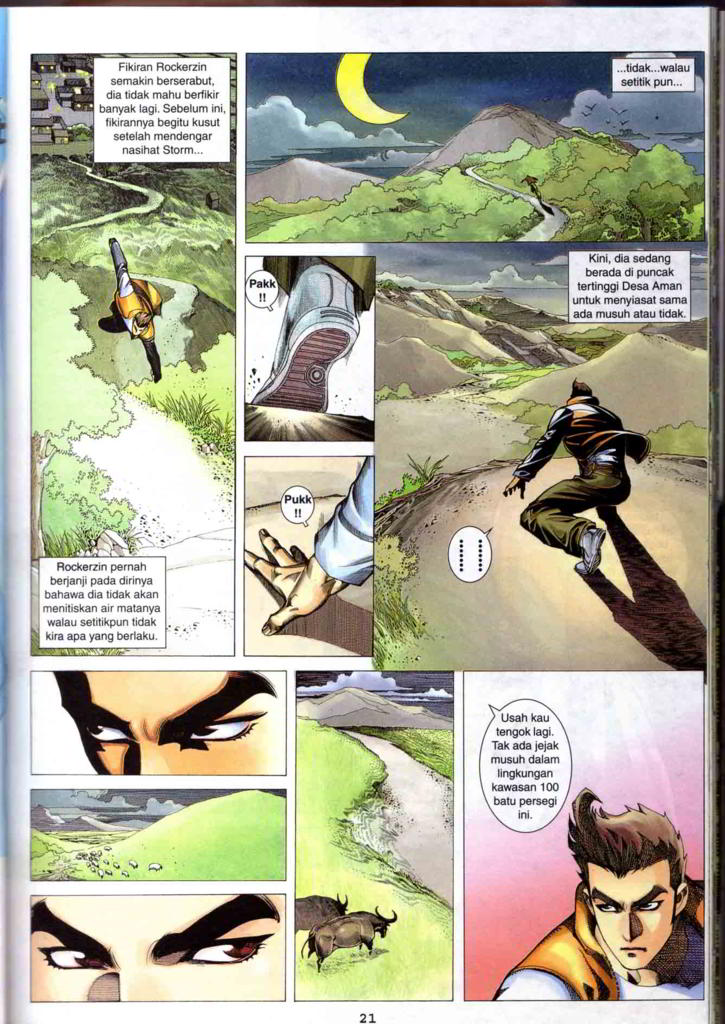 Fikiran Rockerzin
semakin berserabut,
dia tidak mahu berfikir
banyak lagi. Sebelum ini,
fikirannya begitu kusut
setelah mendengar
nasihat Storm...
Rockerzin pernah
berjanji pada dirinya
bahawa dia tidak akan
menitiskan air matanya
walau setitikpun tidak
kira apa yang berlaku.
...tidak...walau
setitik pun...
Pakk
!!
Kini, dia sedang
berada di puncak
tertinggi Desa Aman
untuk menyiasat sama
ada musuh atau tidak.
Pukk
!!
Usah kau
tengok lagi.
Tak ada jejak
musuh dalam
lingkungan
kawasan 100
batu persegi
ini.
21